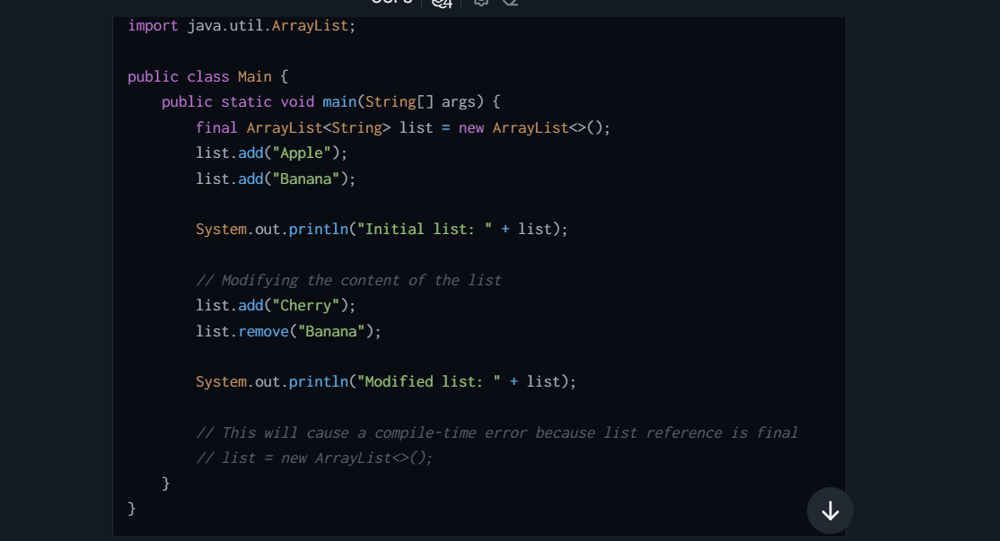 import java.util.ArrayList;
public class Main {
public static void main(String[] args) {
final ArrayList<String> list = new ArrayList<>();
list.add("Apple");
list.add("Banana");
System.out.println("Initial list: " + list);
// Modifying the content of the list
list.add("Cherry");
list.remove("Banana");
System.out.println("Modified list: " + list);
// This will cause a compile-time error because list reference is final
// list = new ArrayList<>();
}
}